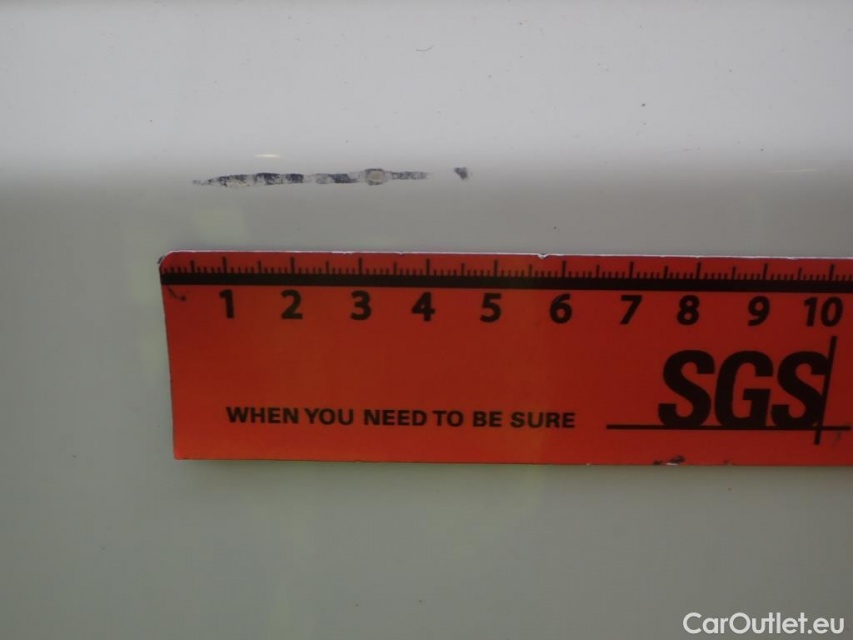 1 2 3 4 5 6 7 8 9 10
SGS
WHEN YOU NEED TO BE SURE
CarOutlet.eu